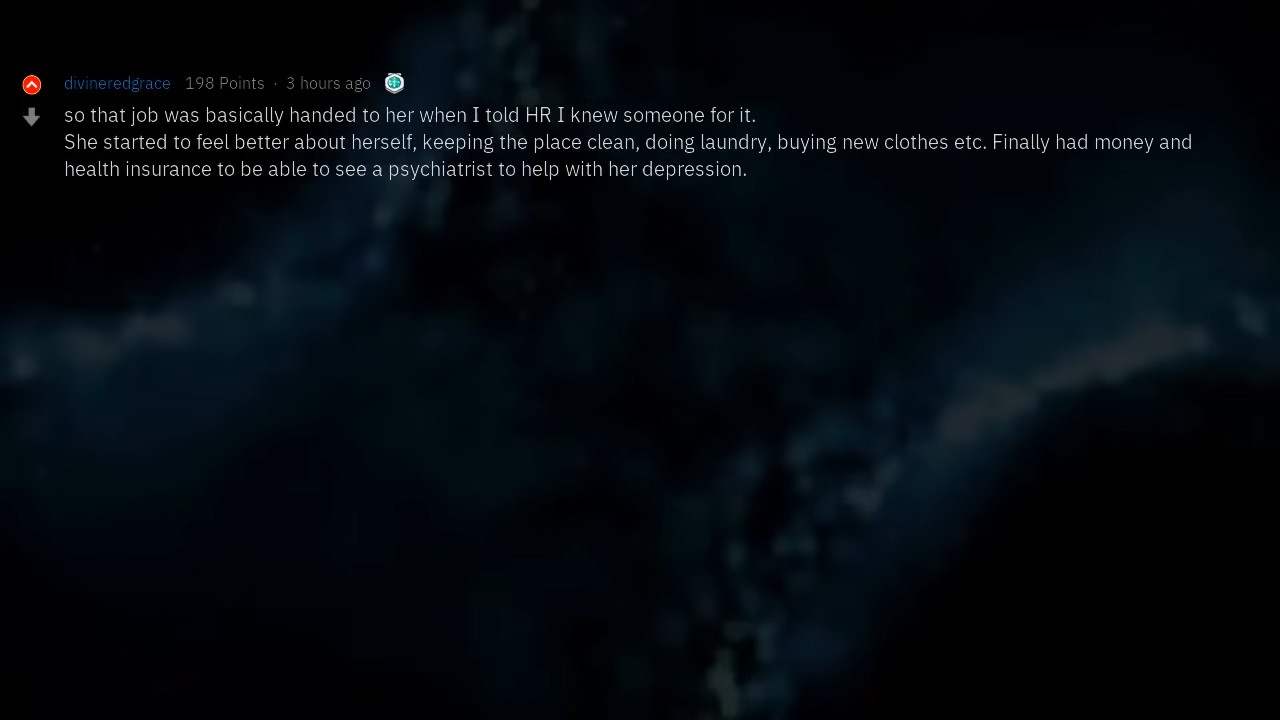 divineredgrace 198 Points · 3 hours ago
so that job was basically handed to her when I told HR I knew someone for it.
She started to feel better about herself, keeping the place clean, doing laundry, buying new clothes etc. Finally had money and
health insurance to be able to see a psychiatrist to help with her depression.